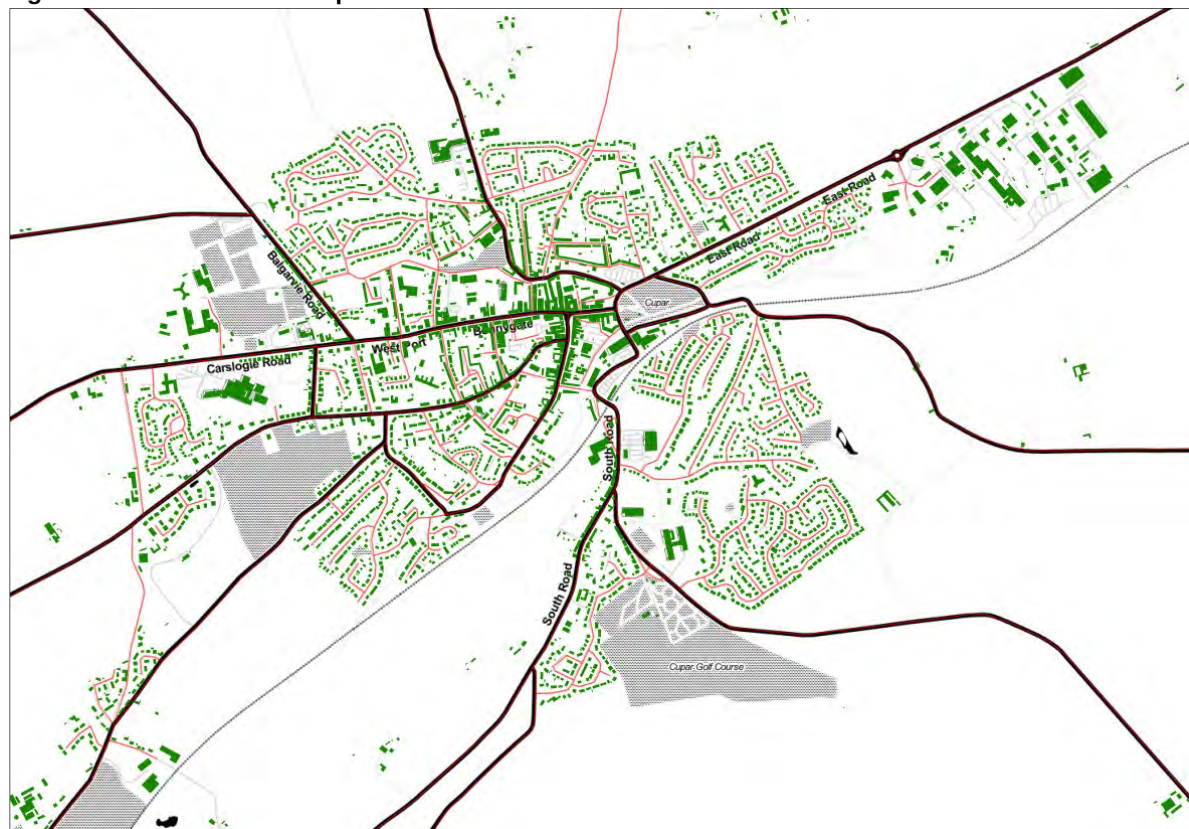 East Road
East Road
Balgarvie Road
Cupar
Bonnygate
West Port
Carslogie Road
South Road
South Road
Cupar Golf Course